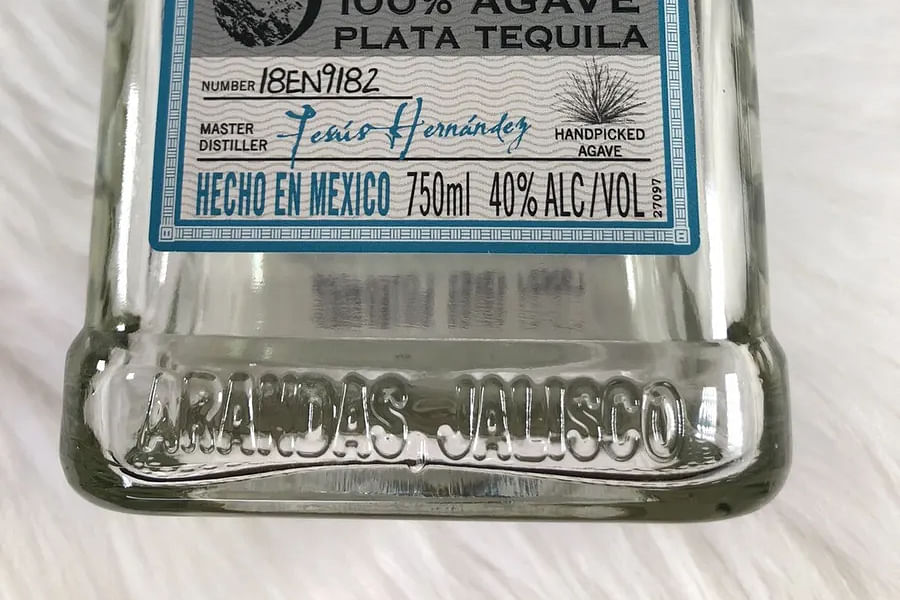 100% AGAVE
PLATA TEQUILA
NUMBER 18EN9182
MASTER DISTILLER Jesús Hernández
HANDPICKED AGAVE
HECHO EN MEXICO 750ml 40% ALC/VOL
27097
ARANDAS JALISCO